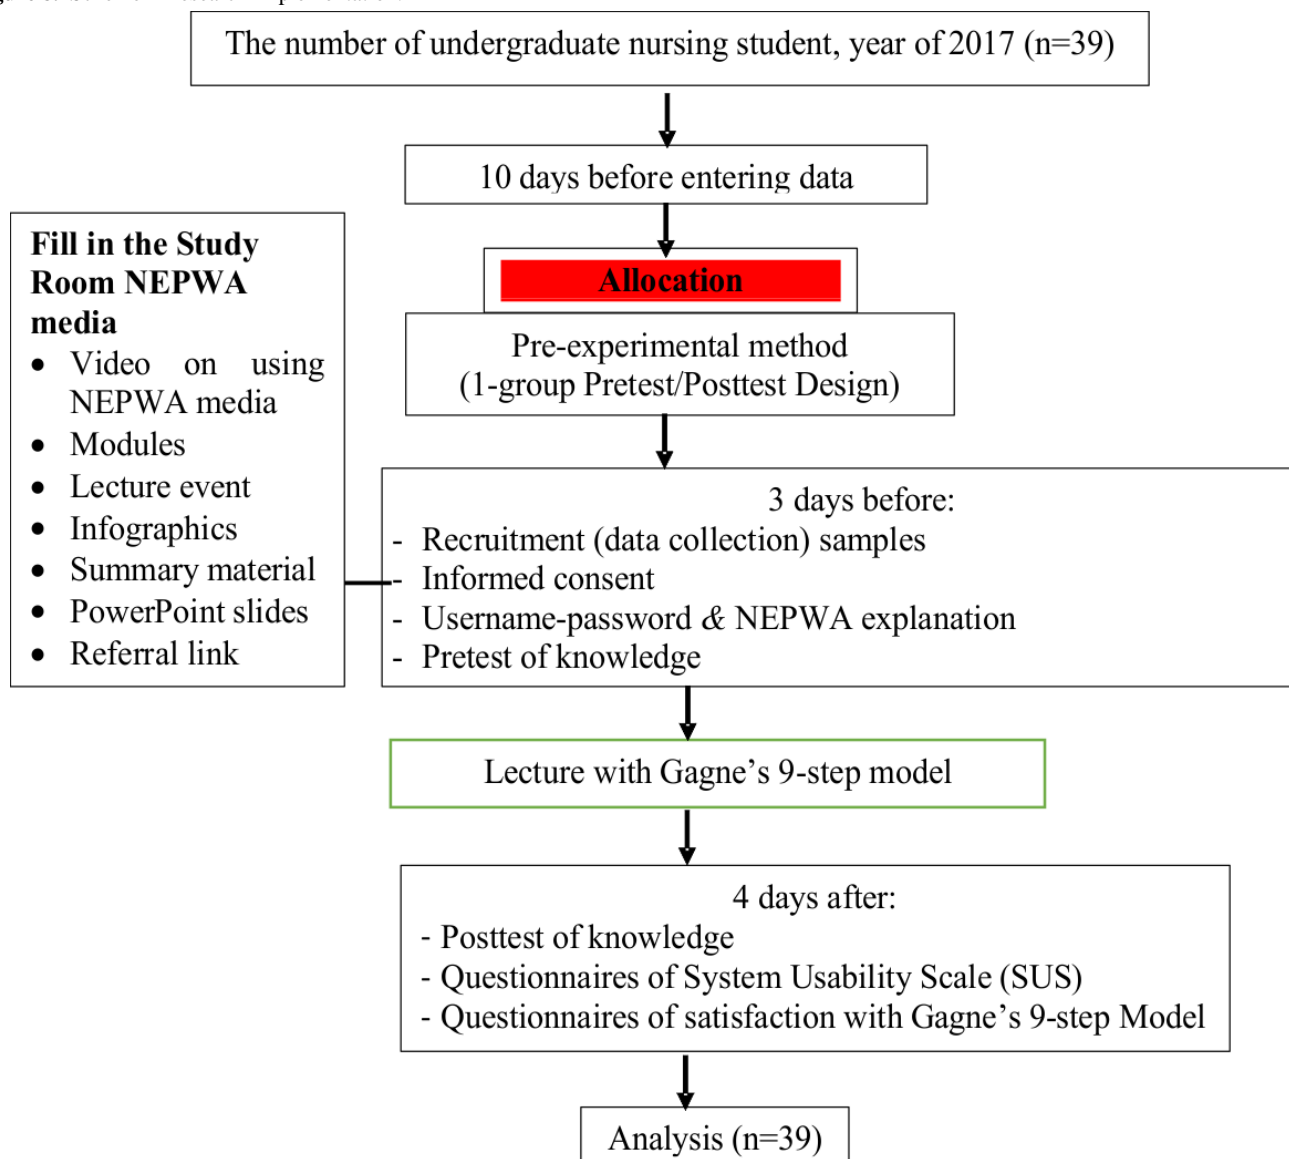 The number of undergraduate nursing student, year of 2017 (n=39)
10 days before entering data
Allocation
Pre-experimental method
(1-group Pretest/Posttest Design)
Fill in the Study
Room NEPWA
media
• Video on using
NEPWA media
• Modules
• Lecture event
• Infographics
• Summary material
• PowerPoint slides
• Referral link
3 days before:
- Recruitment (data collection) samples
- Informed consent
- Username-password & NEPWA explanation
- Pretest of knowledge
Lecture with Gagne’s 9-step model
4 days after:
- Posttest of knowledge
- Questionnaires of System Usability Scale (SUS)
- Questionnaires of satisfaction with Gagne’s 9-step Model
Analysis (n=39)